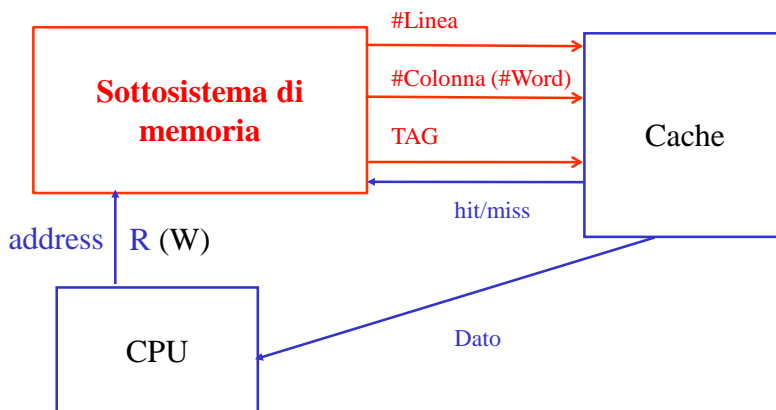 #Linea
#Colonna (#Word)
Sottosistema di
memoria
TAG
Cache
hit/miss
address R (W)
CPU
Dato